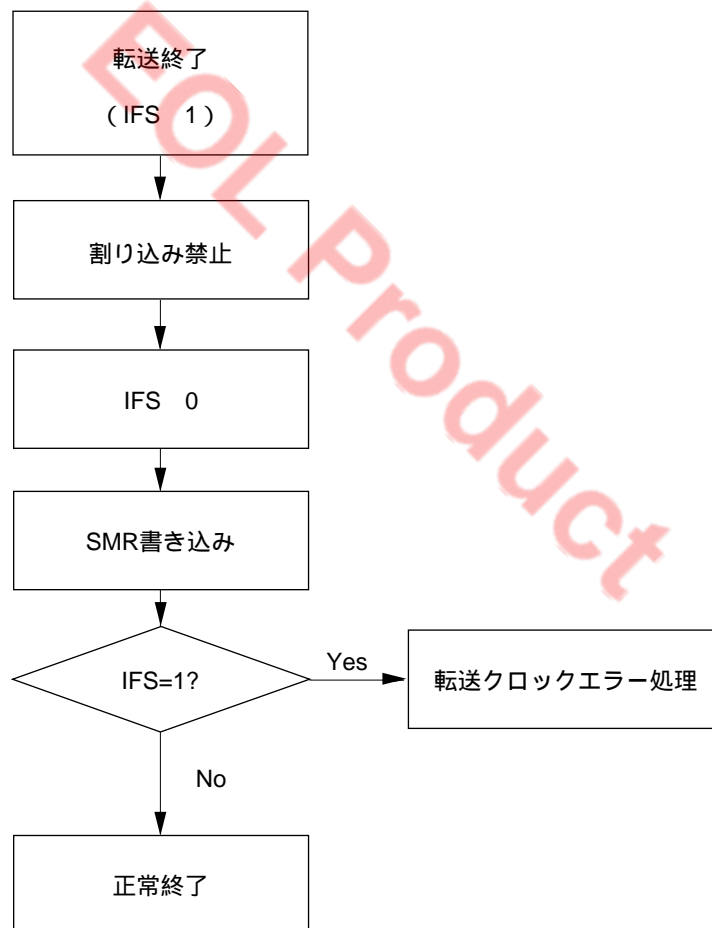 転送終了
（IFS　1）
割り込み禁止
IFS　0
SMR書き込み
IFS=1?
Yes
転送クロックエラー処理
No
正常終了
EOL Product